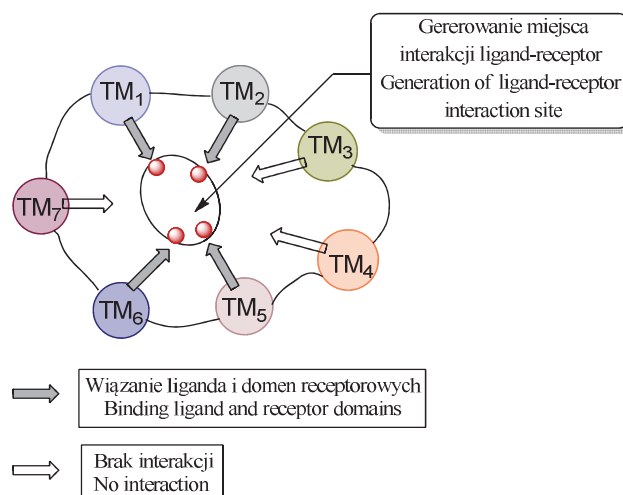 Gererowanie miejsca
interakcji ligand-receptor
Generation of ligand-receptor
interaction site
TM1
TM2
TM3
TM7
TM4
TM6
TM5
Wiązanie liganda i domen receptorowych
Binding ligand and receptor domains
Brak interakcji
No interaction